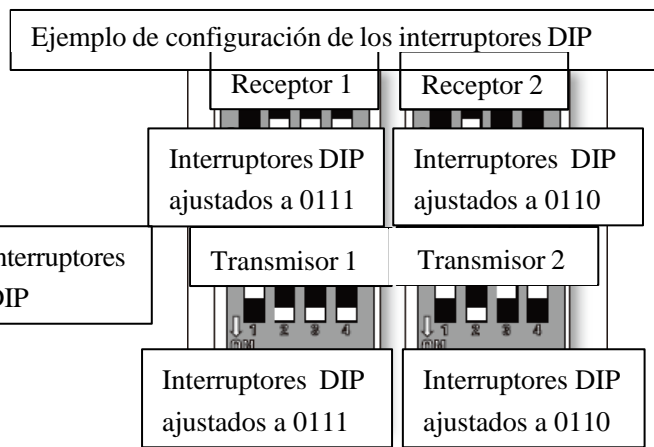 Ejemplo de configuración de los interruptores DIP
Receptor 1
Receptor 2
Interruptores DIP
ajustados a 0111
Interruptores DIP
ajustados a 0110
nterruptores
DIP
Transmisor 1
Transmisor 2
1 2 3 4
1 2 3 4
Interruptores DIP
ajustados a 0111
Interruptores DIP
ajustados a 0110